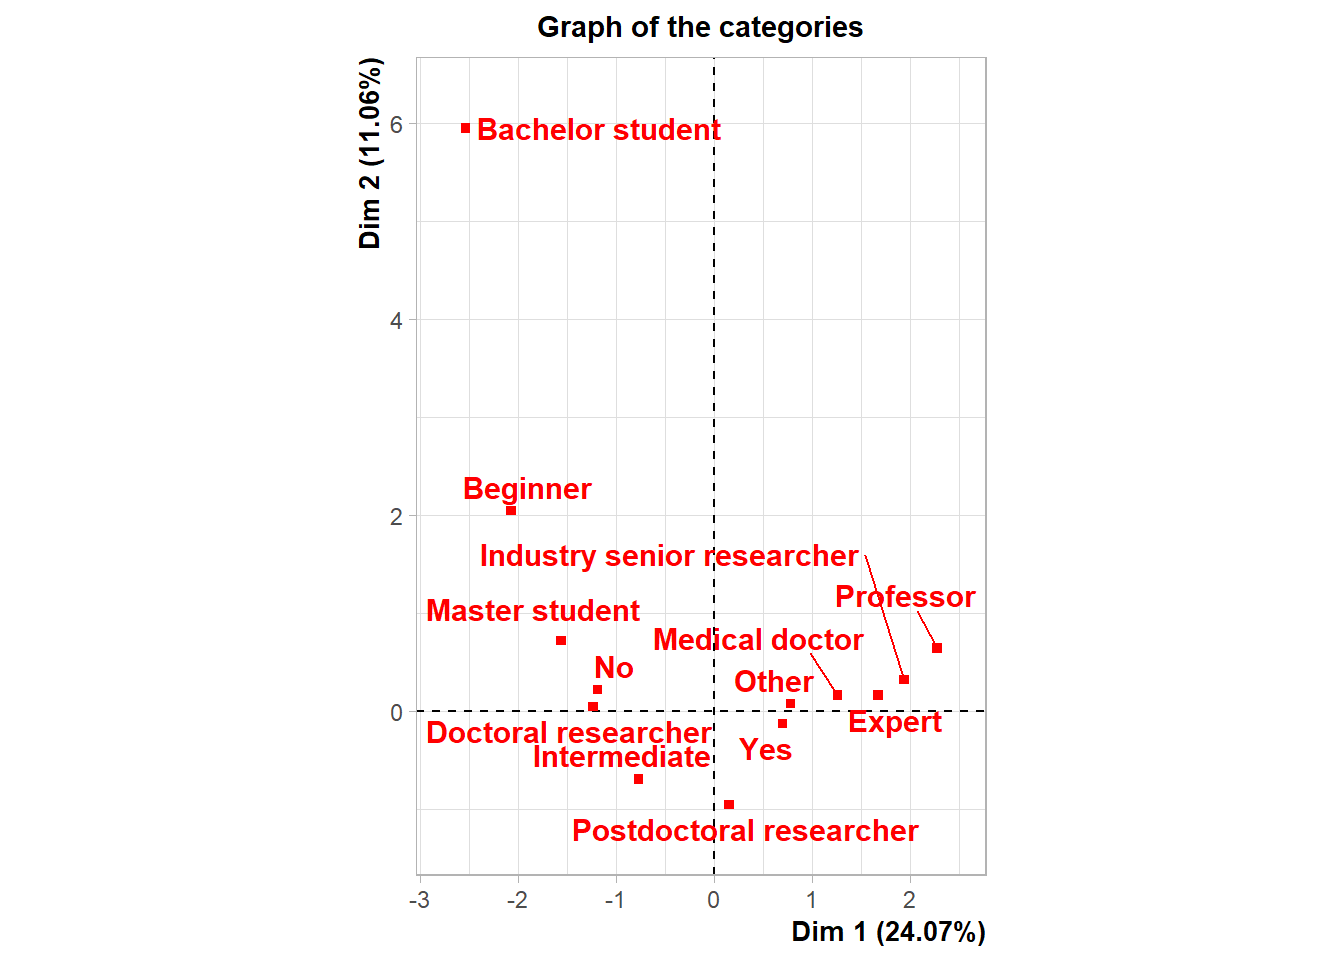 Graph of the categories
Dim 2 (11.06%)
6
4
2
0
Bachelor student
Beginner
Industry senior researcher
Professor
Master student
Medical doctor
No
Other
Expert
Doctoral researcher
Yes
Intermediate
Postdoctoral researcher
-3
-2
-1
0
1
2
Dim 1 (24.07%)